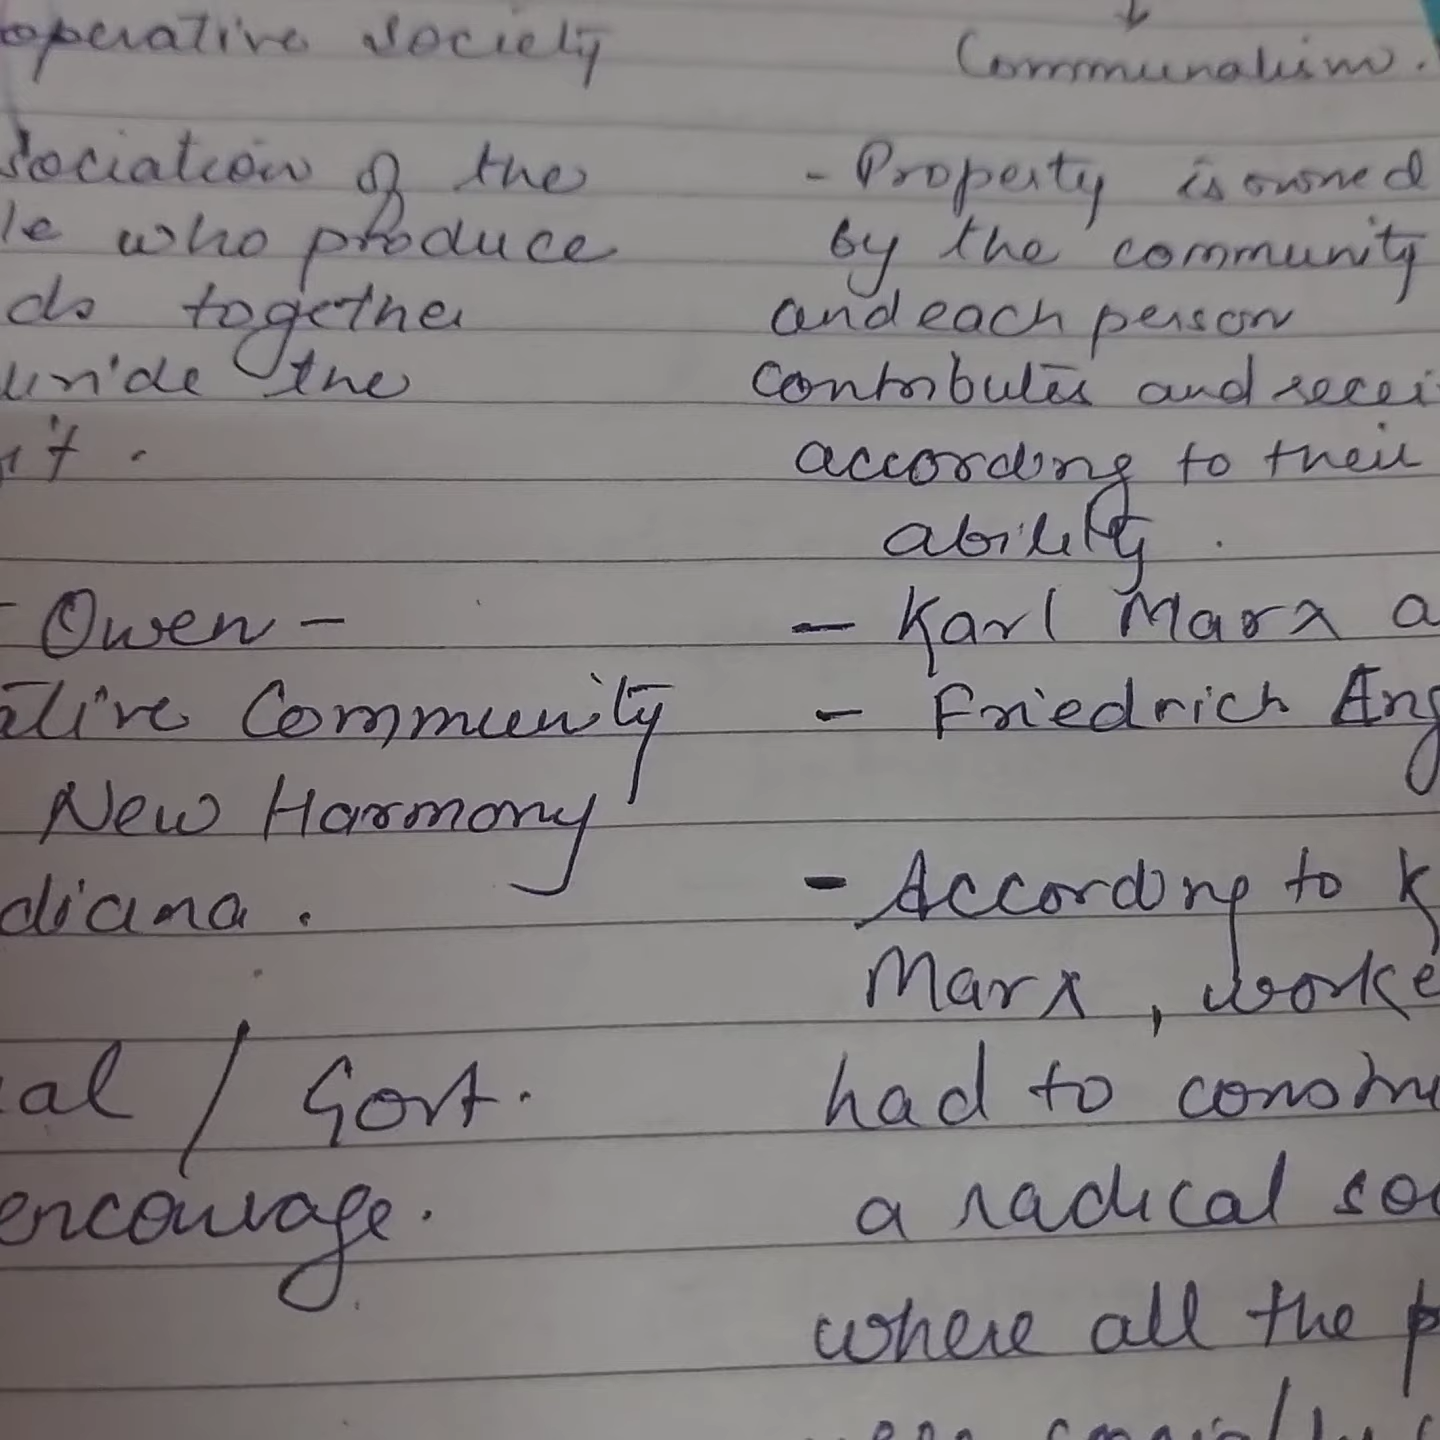 operative society
sociation of the
le who produce
ds together
uride the
it.
- Owen -
ative Community
New Harmony
diana.
al / Govt.
encourage.
Communalism.
- Property is owned
by the community
and each person
contributes and recei
according to their
ability.
- Karl Marx a
- Friedrich Eng
- According to K
Marx, worke
had to constru
a radical soc
where all the p